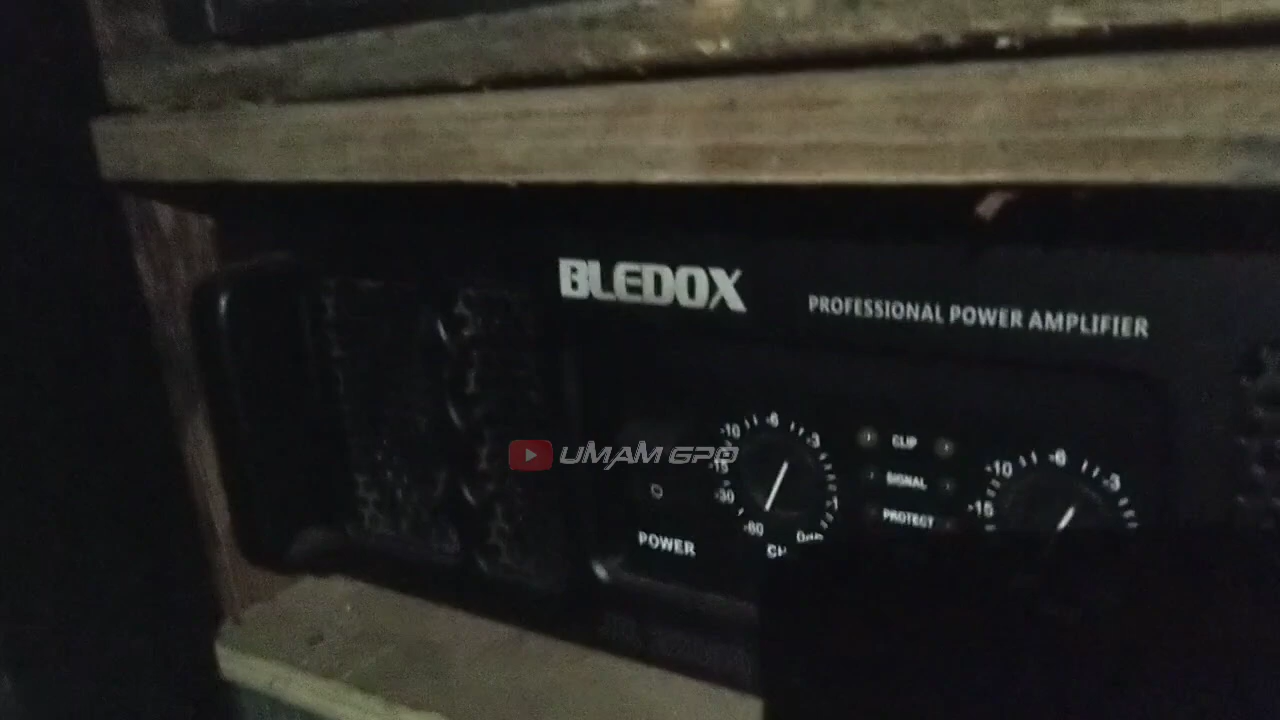 BLEDOX
PROFESSIONAL POWER AMPLIFIER
-10 -6 -3
-15
-30
-60
CLIP
SIGNAL
PROTECT
-10 -6 -3
-15
POWER
UMAM GPO